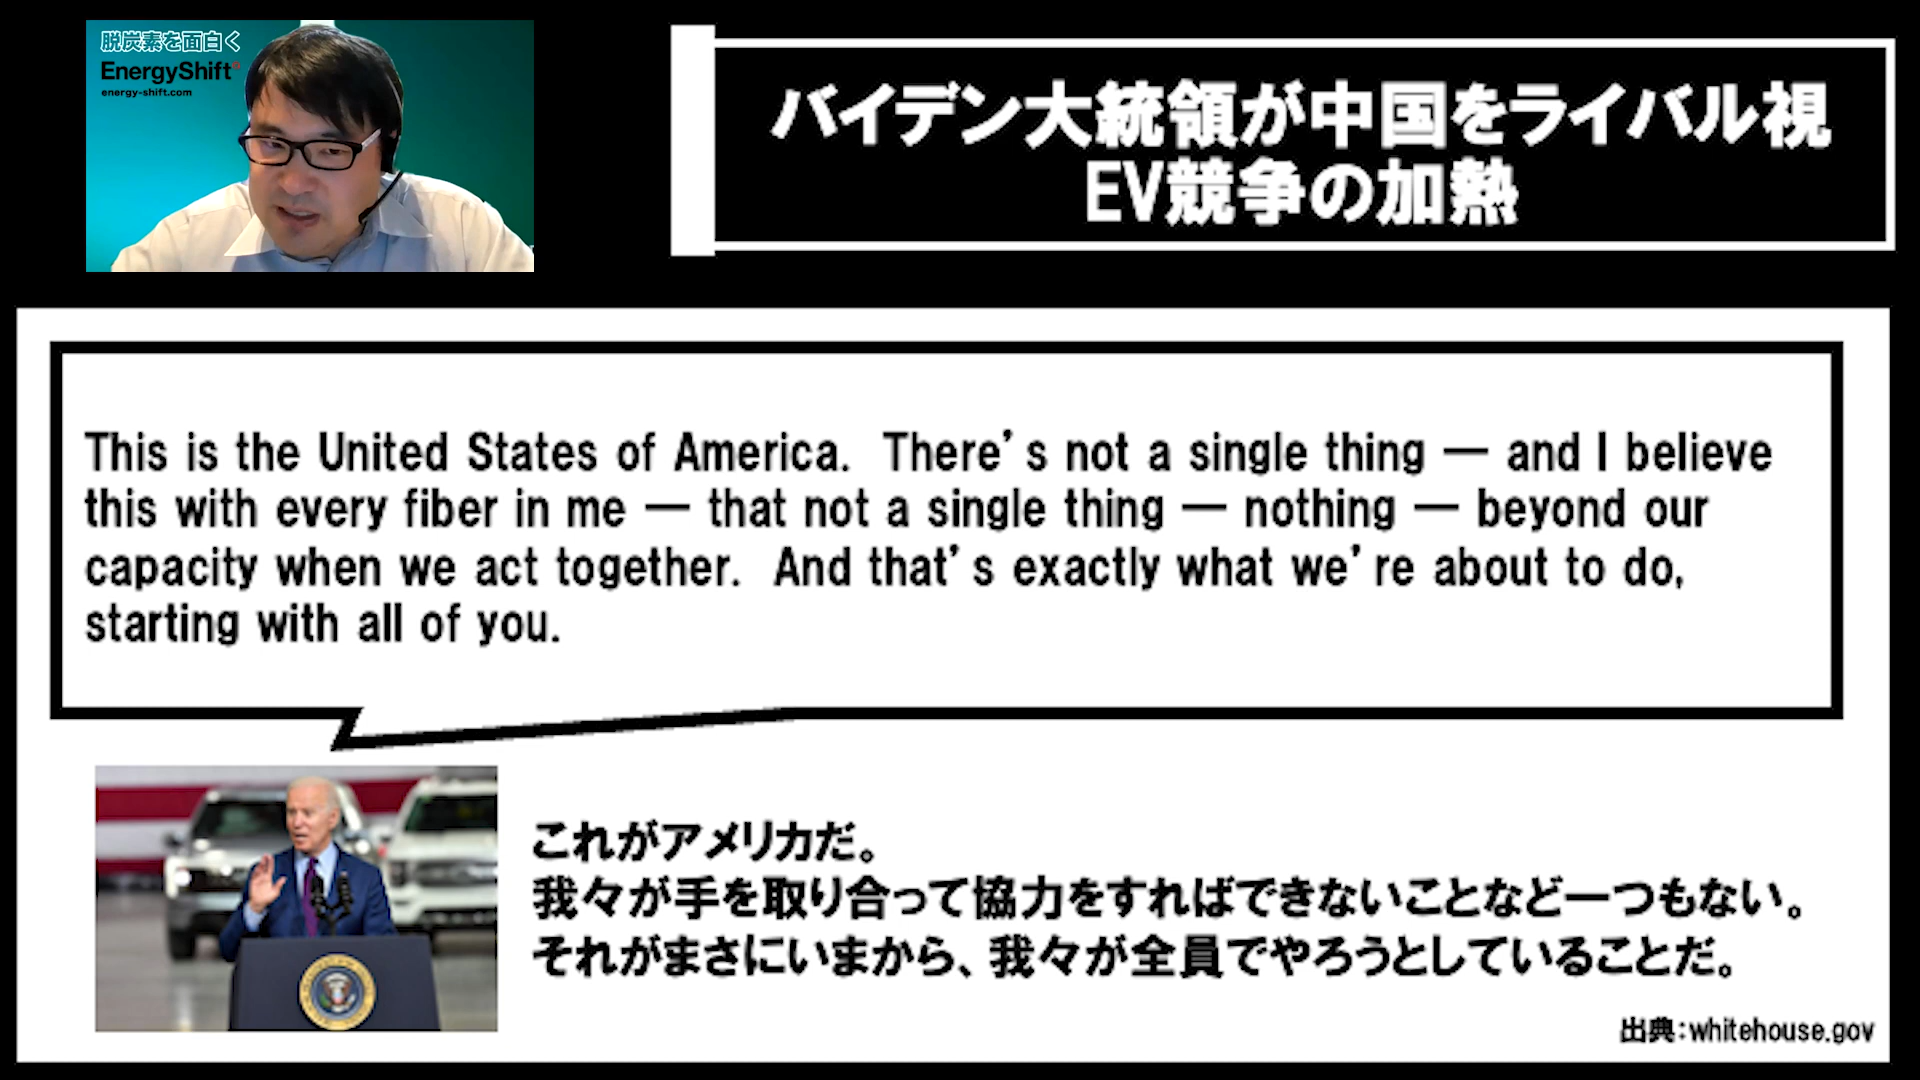 脱炭素を面白く
EnergyShift
energy-shift.com
バイデン大統領が中国をライバル視
EV競争の加熱
This is the United States of America.  There’s not a single thing — and I believe
this with every fiber in me — that not a single thing — nothing — beyond our
capacity when we act together.  And that’s exactly what we’re about to do,
starting with all of you.
これがアメリカだ。
我々が手を取り合って協力をすればできないことなど一つもない。
それがまさにいまから、我々が全員でやろうとしていることだ。
出典：whitehouse.gov